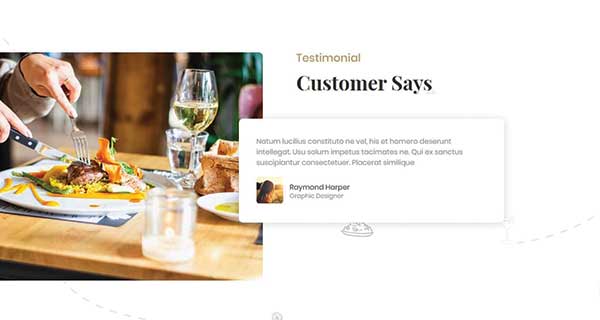 Testimonial
Customer Says
Natum lucilius constituto ne vel, his et homero deserunt
intellegat. Usu solum impetus tacimates ne. Qui ex sanctus
suscipiantur consectetuer. Placerat similique
Raymond Harper
Graphic Designer